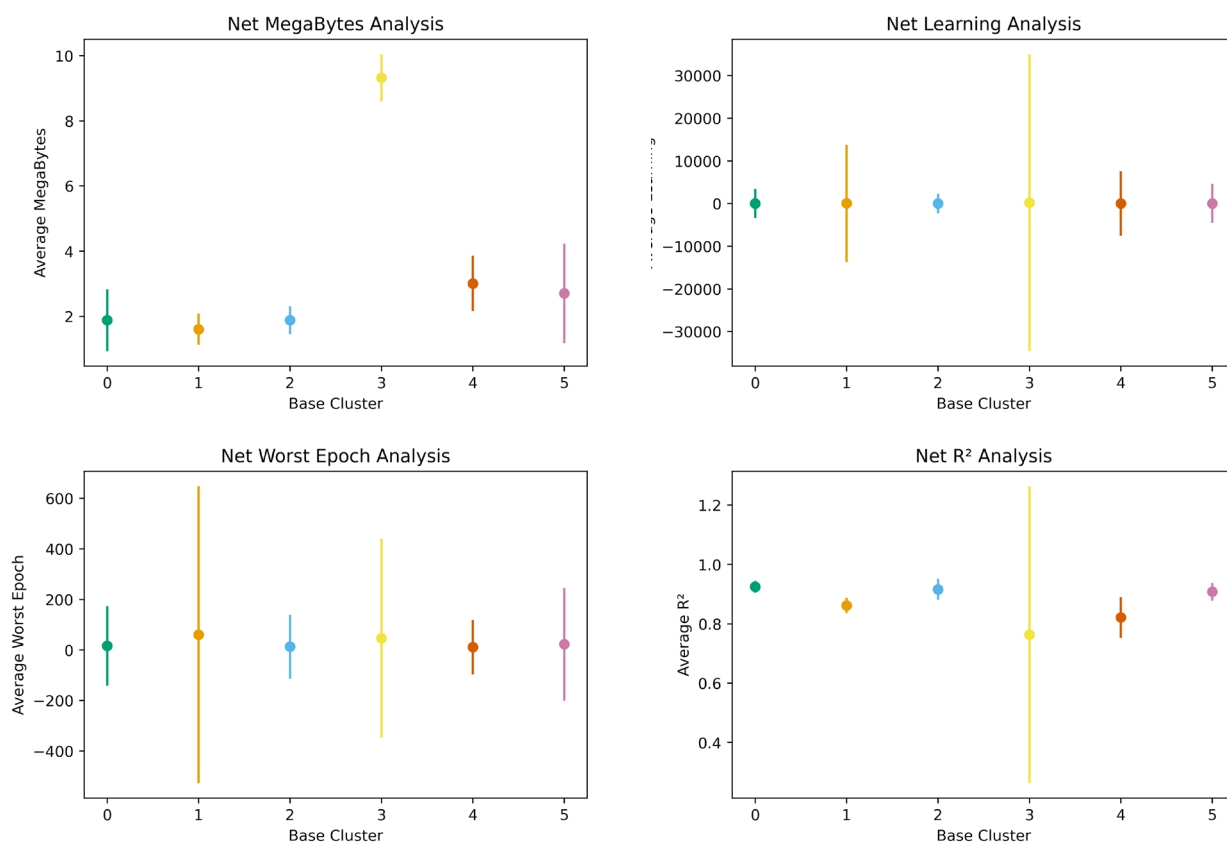 Net MegaBytes Analysis
Average MegaBytes
10
8
6
4
2
0 1 2 3 4 5
Base Cluster
Net Learning Analysis
30000
20000
10000
0
−10000
−20000
−30000
0 1 2 3 4 5
Base Cluster
Net Worst Epoch Analysis
Average Worst Epoch
600
400
200
0
−200
−400
0 1 2 3 4 5
Base Cluster
Net R² Analysis
Average R²
1.2
1.0
0.8
0.6
0.4
0 1 2 3 4 5
Base Cluster